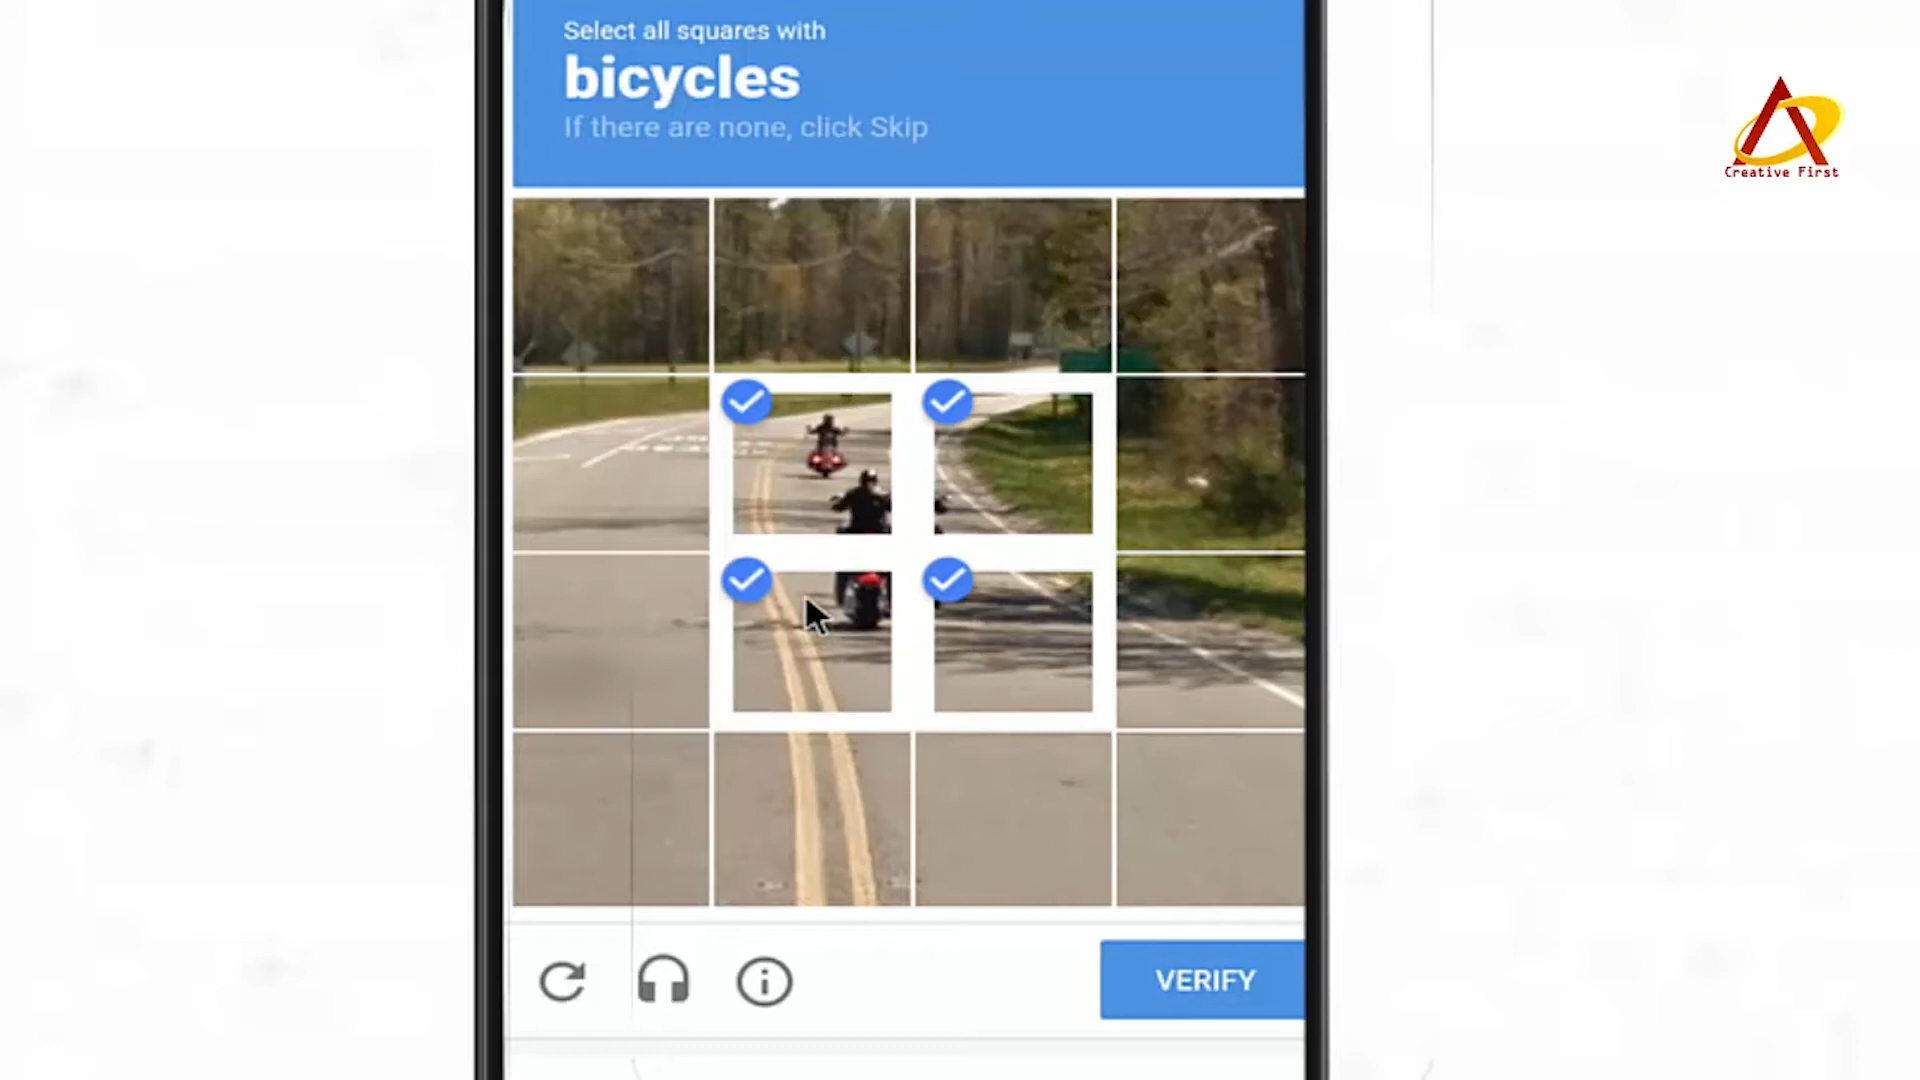 Select all squares with
bicycles
If there are none, click Skip
Creative First
VERIFY